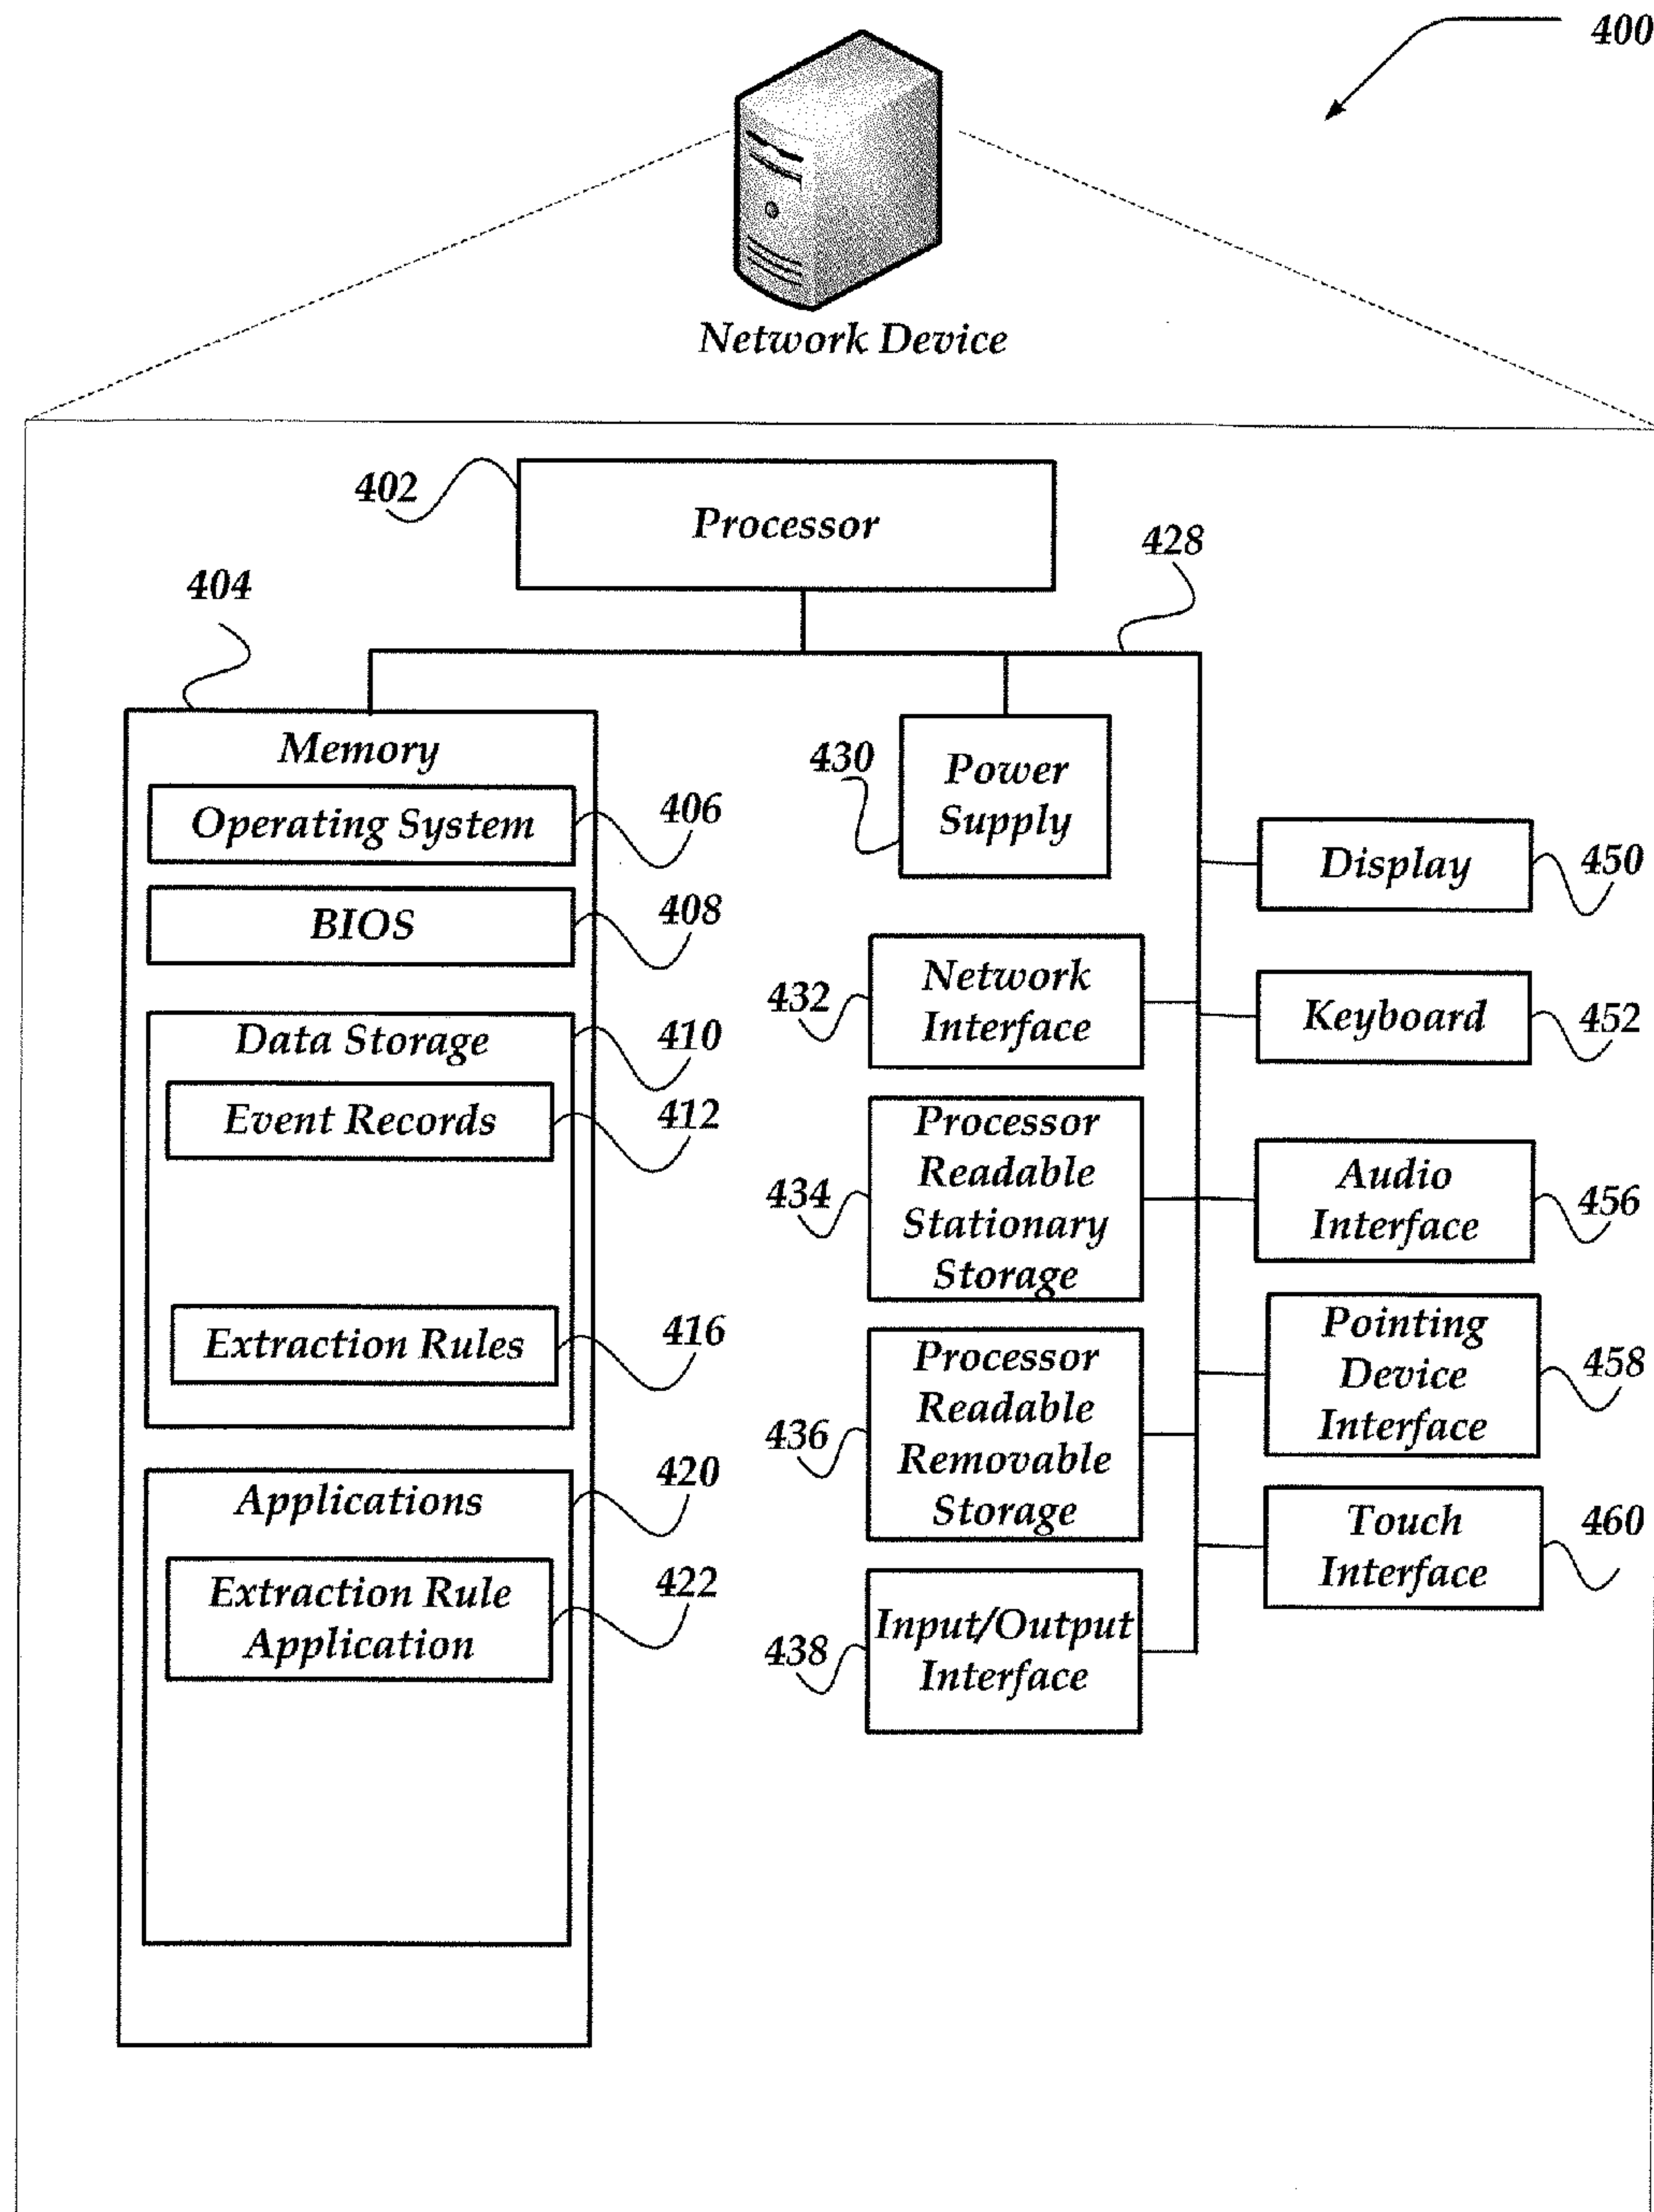 400
Network Device
402
Processor
428
404
Memory
Operating System
406
BIOS
408
Data Storage
410
Event Records
412
Extraction Rules
416
Applications
420
Extraction Rule
Application
422
430
Power
Supply
432
Network
Interface
434
Processor
Readable
Stationary
Storage
436
Processor
Readable
Removable
Storage
438
Input/Output
Interface
Display
450
Keyboard
452
Audio
Interface
456
Pointing
Device
Interface
458
Touch
Interface
460